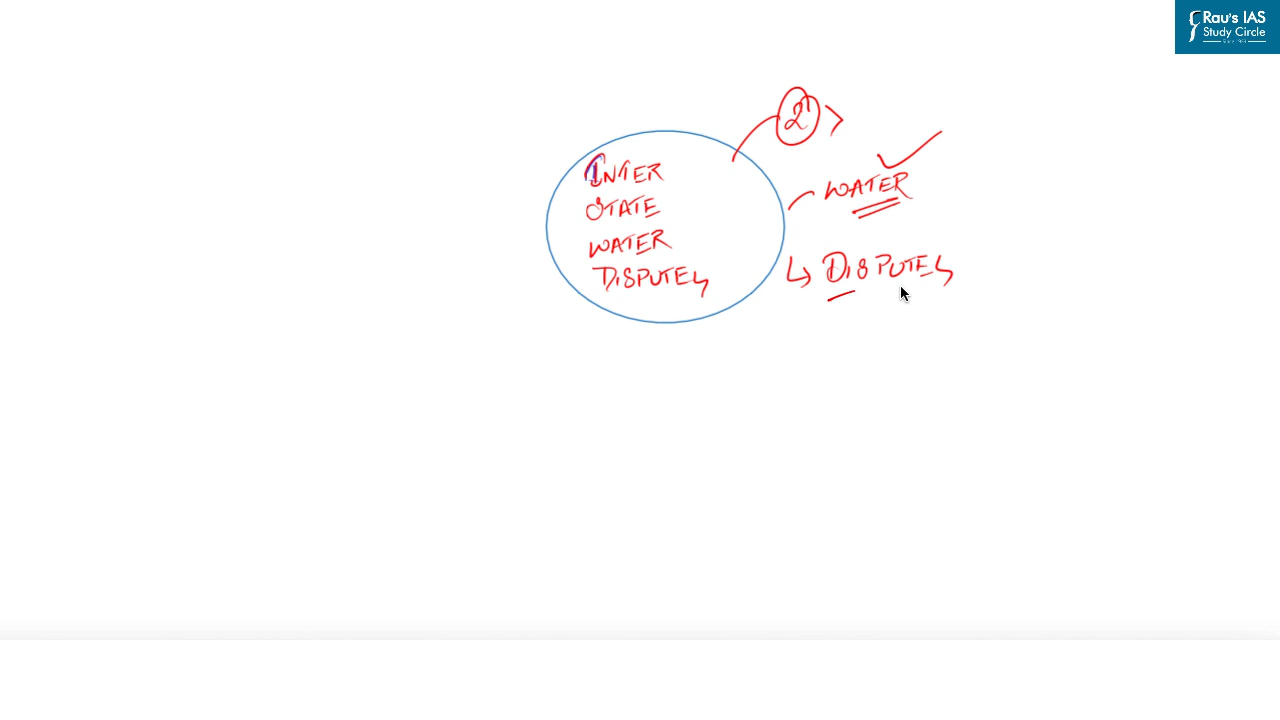 Rau's IAS
Study Circle
2
INTER
STATE
WATER
DISPUTES
WATER
DISPUTES